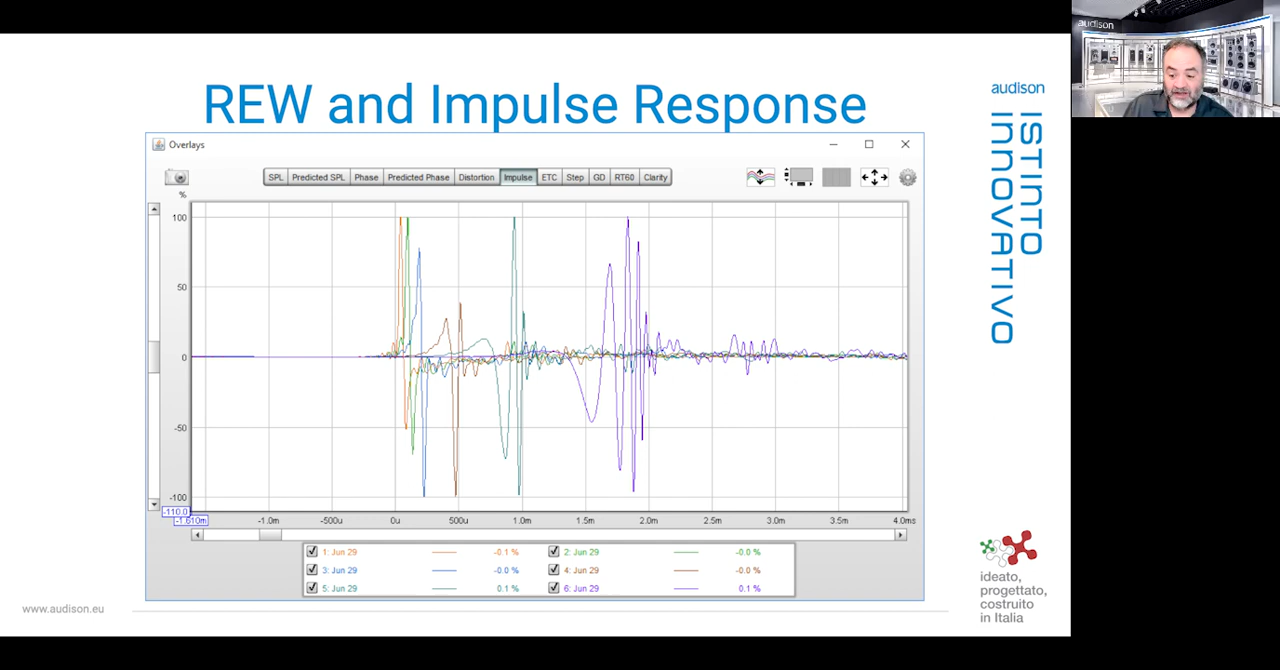 REW and Impulse Response
Overlays
SPL Predicted SPL Phase Predicted Phase Distortion Impulse ETC Step GD RT60 Clarity
%
100
50
0
-50
-100
-110.0
-1.610m
-1.0m -500u 0u 500u 1.0m 1.5m 2.0m 2.5m 3.0m 3.5m 4.0ms
1: Jun 29 -0.1 % 2: Jun 29 -0.0 %
3: Jun 29 -0.0 % 4: Jun 29 -0.0 %
5: Jun 29 0.1 % 6: Jun 29 0.1 %
www.audison.eu
audison
ISTINTO
INNOVATIVO
ideato,
progettato,
costruito
in Italia
audison